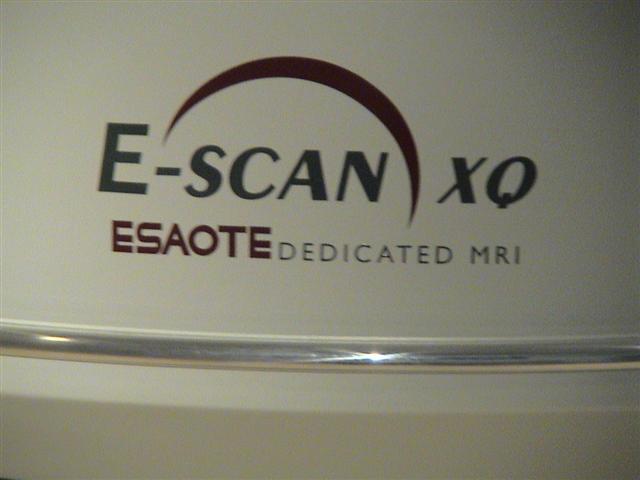 E-SCAN XQ
ESAOTE DEDICATED MRI